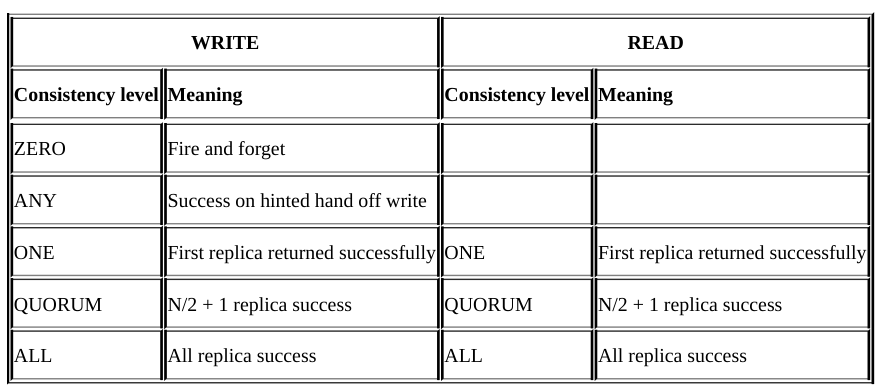 WRITE READ
Consistency level Meaning Consistency level Meaning
ZERO Fire and forget
ANY Success on hinted hand off write
ONE First replica returned successfully ONE First replica returned successfully
QUORUM N/2 + 1 replica success QUORUM N/2 + 1 replica success
ALL All replica success ALL All replica success